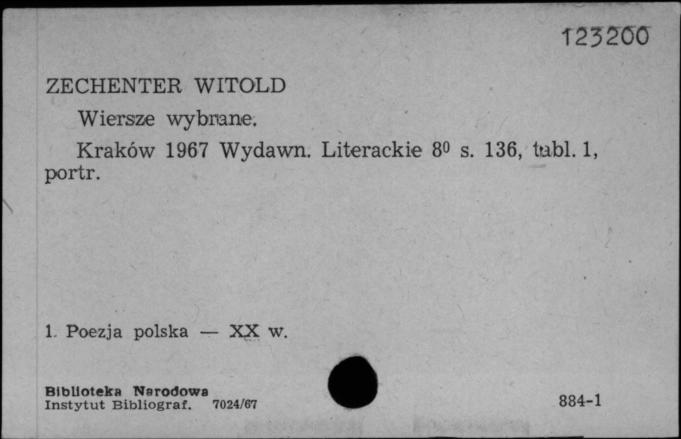 123200
ZECHENTER WITOLD
Wiersze wybrane.
Kraków 1967 Wydawn. Literackie 8⁰ s. 136, tabl. 1,
portr.
1. Poezja polska — XX w.
Biblioteka Narodowa
Instytut Bibliograf. 7024/67
884-1